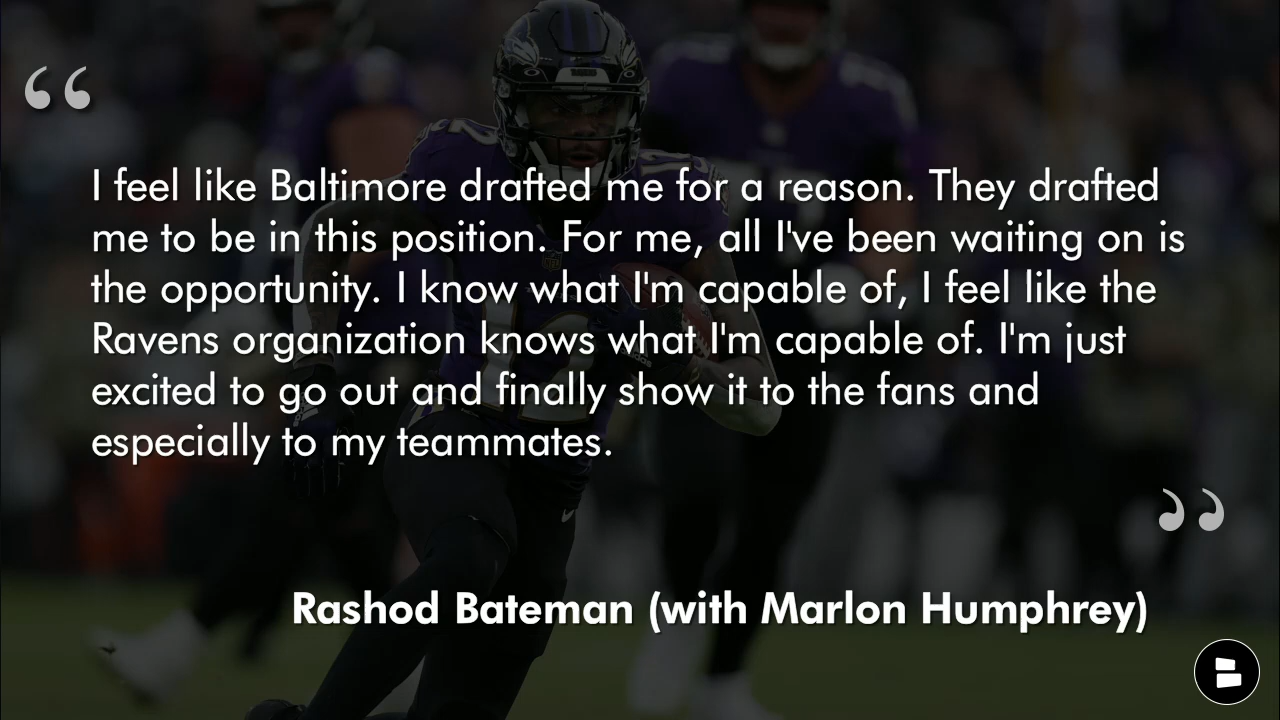 “
I feel like Baltimore drafted me for a reason. They drafted
me to be in this position. For me, all I've been waiting on is
the opportunity. I know what I'm capable of, I feel like the
Ravens organization knows what I'm capable of. I'm just
excited to go out and finally show it to the fans and
especially to my teammates.
”
Rashod Bateman (with Marlon Humphrey)
12